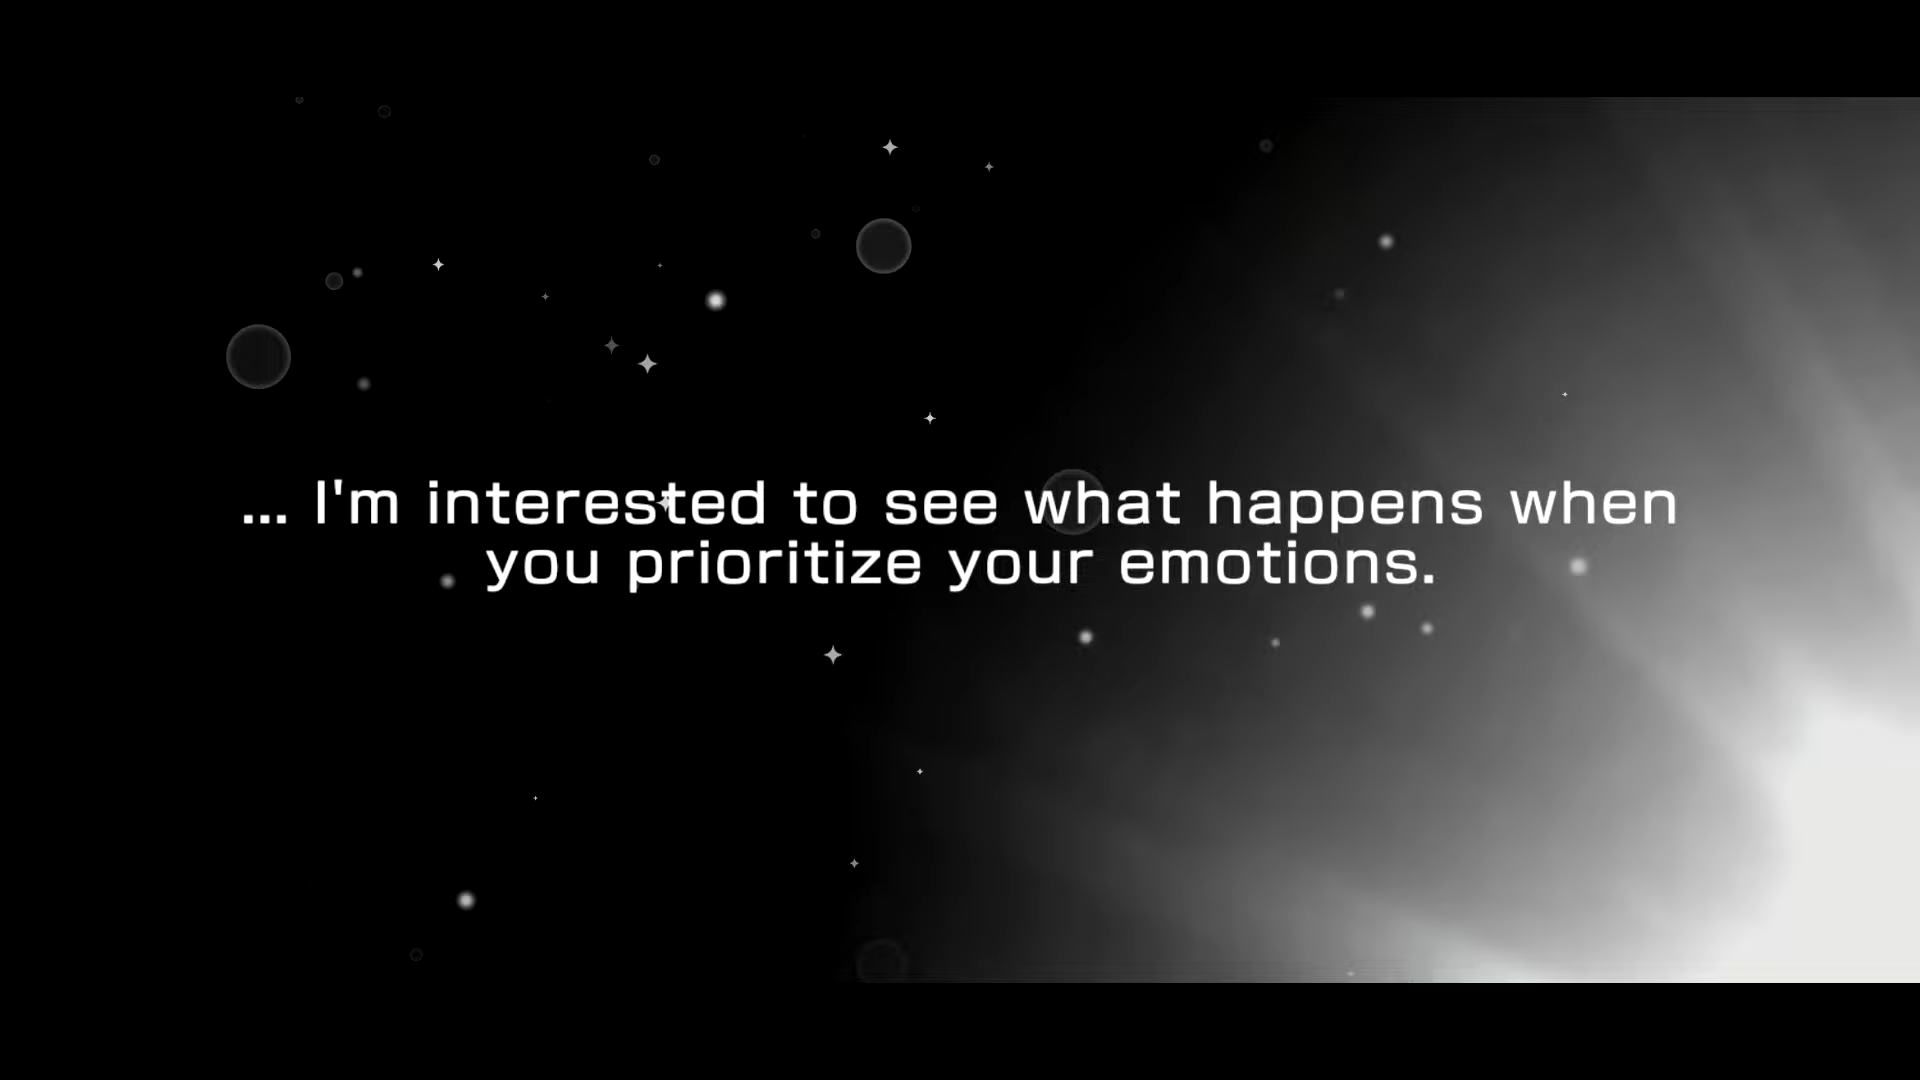 ... I'm interested to see what happens when
you prioritize your emotions.